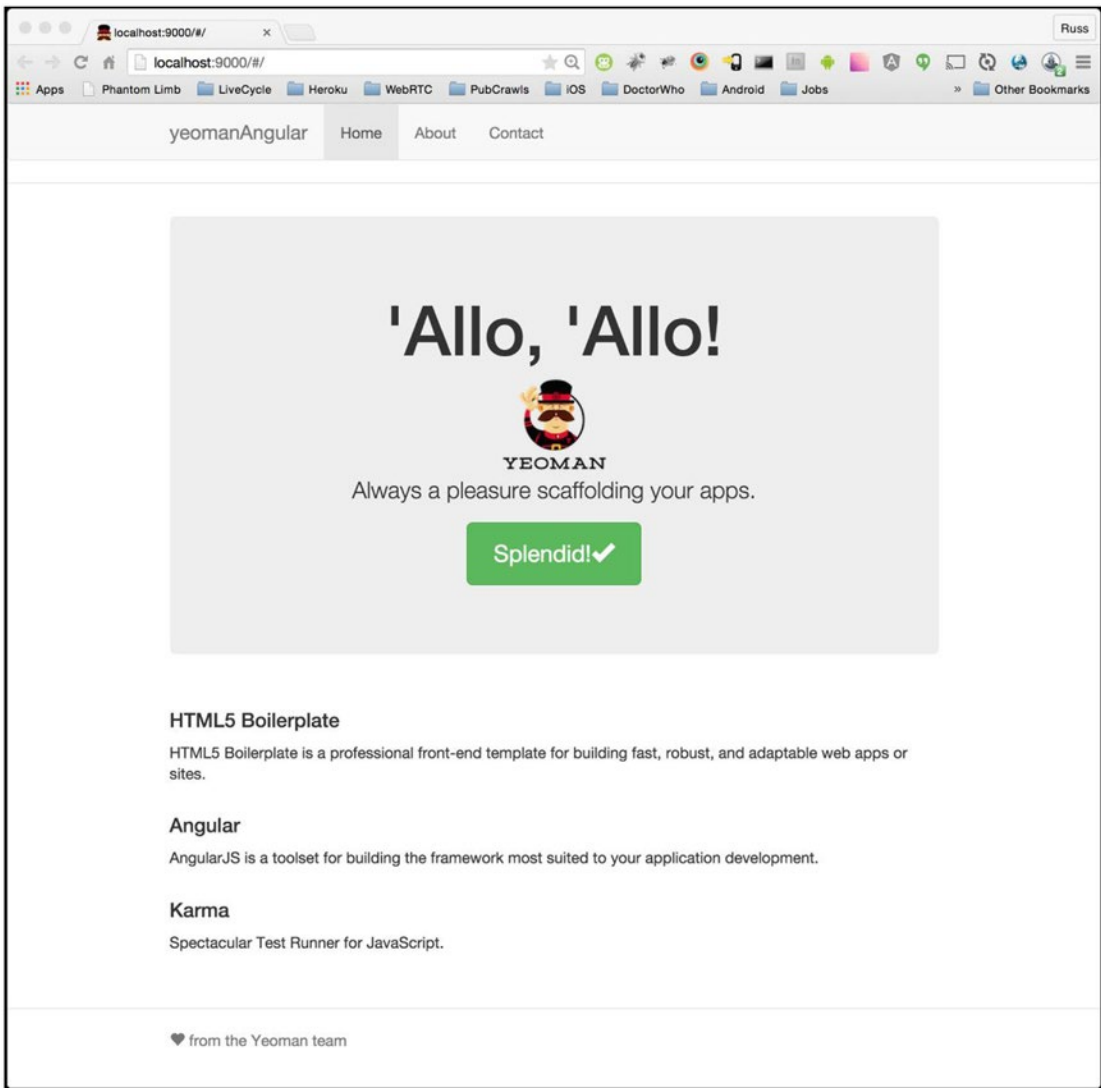 localhost:9000/#/
Russ
localhost:9000/#/
Apps Phantom Limb LiveCycle Heroku WebRTC PubCrawls iOS DoctorWho Android Jobs » Other Bookmarks
yeomanAngular Home About Contact
'Allo, 'Allo!
YEOMAN
Always a pleasure scaffolding your apps.
Splendid!✔
HTML5 Boilerplate
HTML5 Boilerplate is a professional front-end template for building fast, robust, and adaptable web apps or
sites.
Angular
AngularJS is a toolset for building the framework most suited to your application development.
Karma
Spectacular Test Runner for JavaScript.
♥ from the Yeoman team